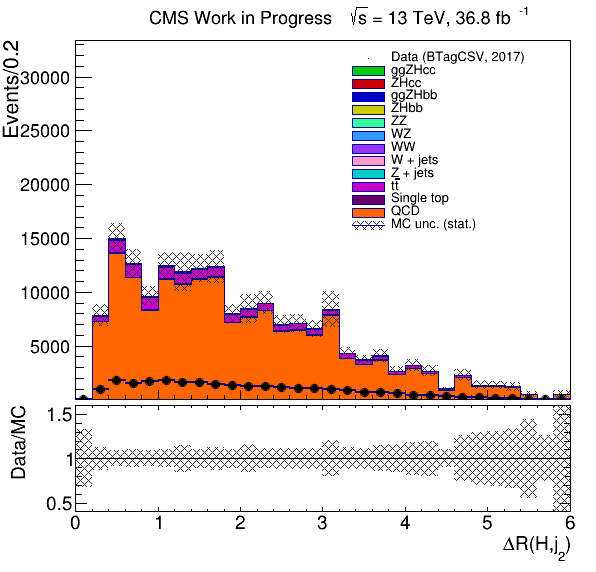 CMS Work in Progress √s = 13 TeV, 36.8 fb⁻¹
Events/0.2
30000
25000
20000
15000
10000
5000
Data (BTagCSV, 2017)
ggZHcc
ZHcc
ggZHbb
ZHbb
ZZ
WZ
WW
W + jets
Z + jets
tt̅
Single top
QCD
MC unc. (stat.)
Data/MC
1.5
1
0.5
0 1 2 3 4 5 6
ΔR(H,j₂)